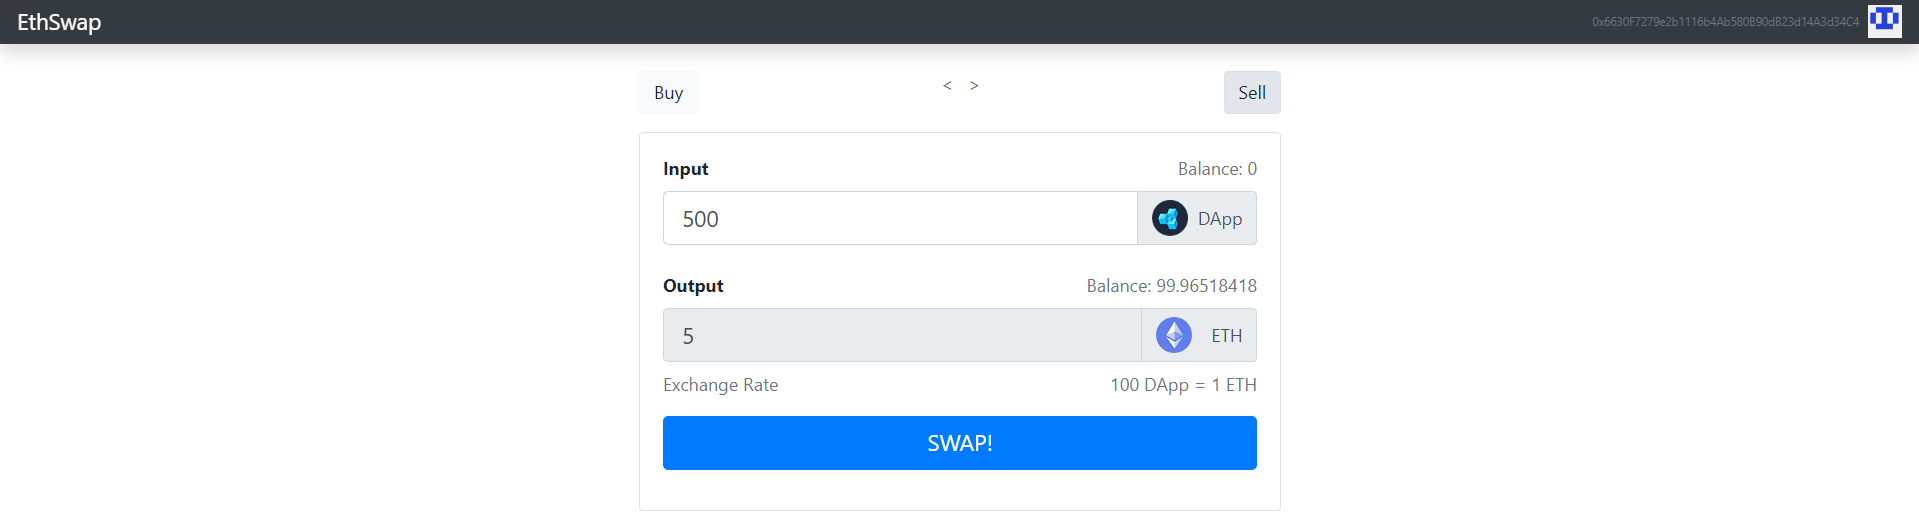 EthSwap
0x6630F7279e2b1116b4Ab580B90dB23d14A3d34C4
Buy < > Sell
Input Balance: 0
500 DApp
Output Balance: 99.96518418
5 ETH
Exchange Rate 100 DApp = 1 ETH
SWAP!